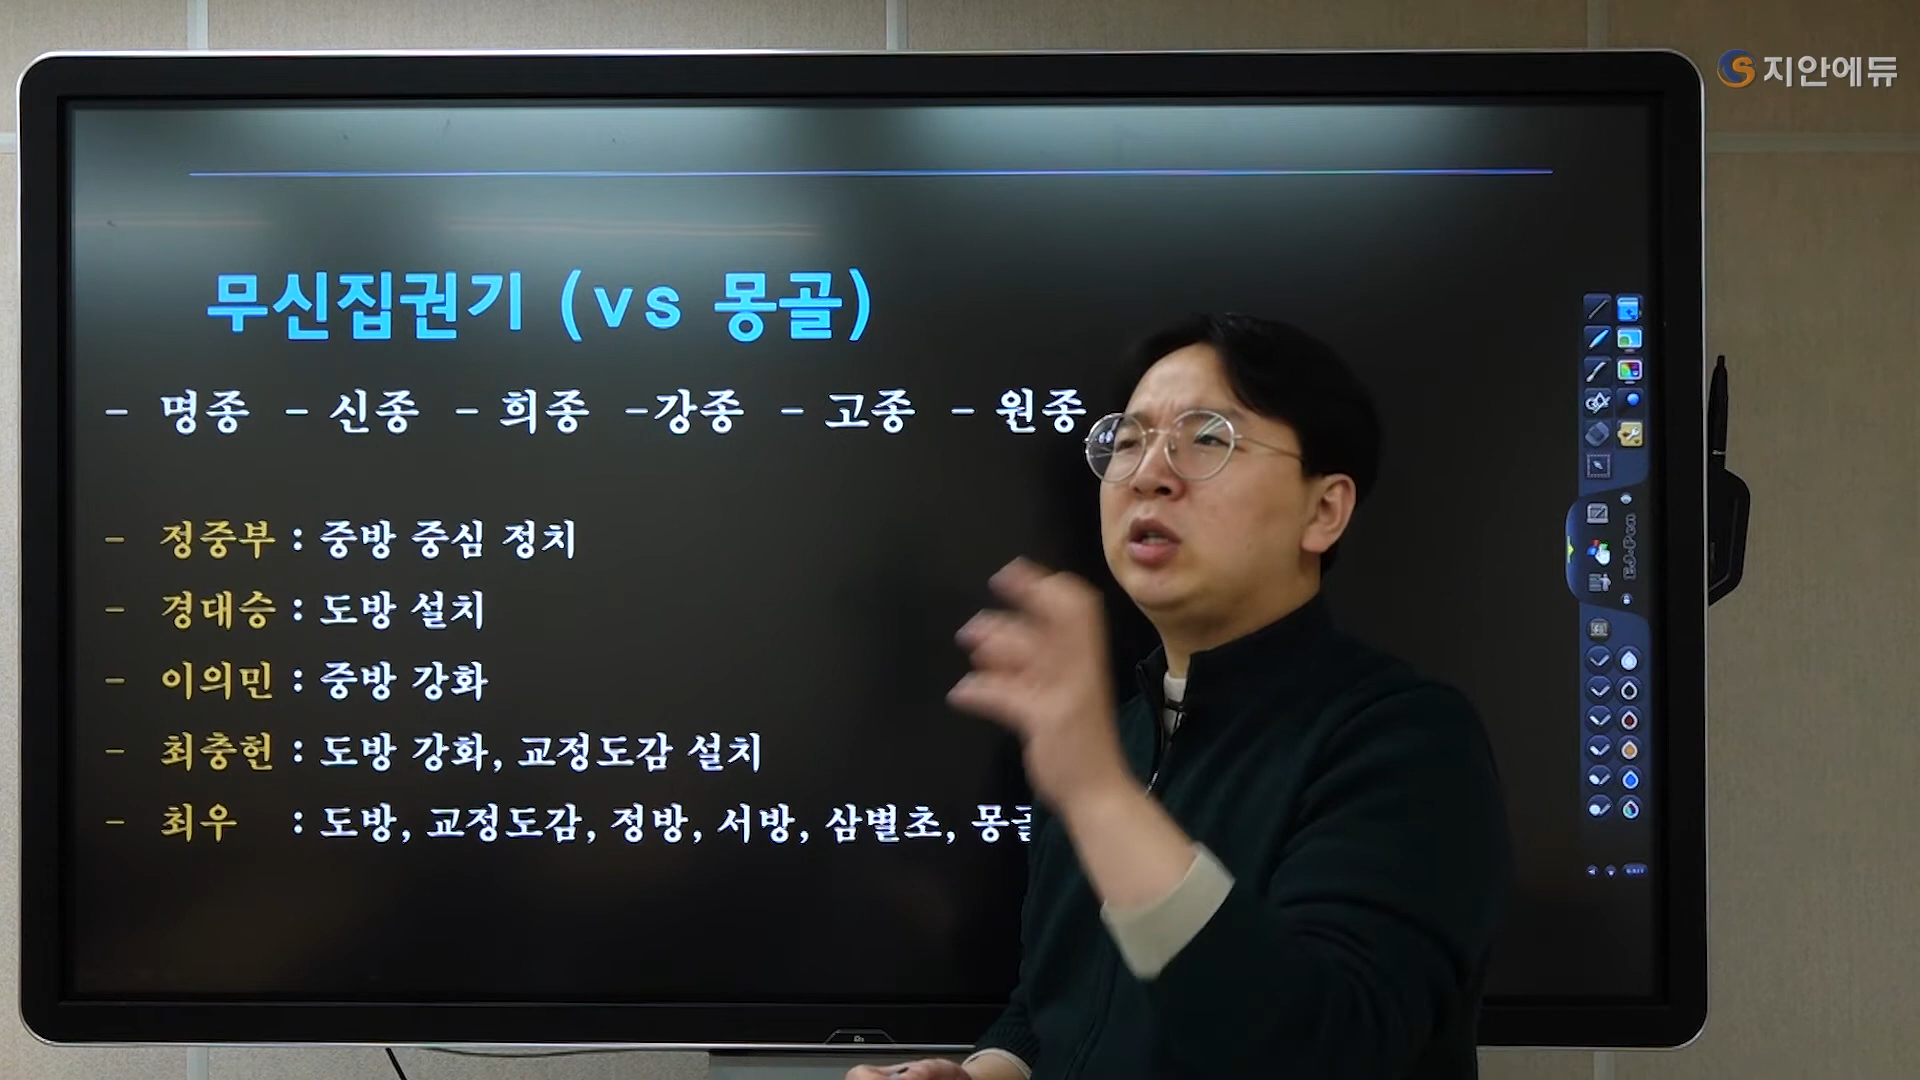 지안에듀
무신집권기 (vs 몽골)
- 명종 - 신종 - 희종 -강종 - 고종 - 원종
- 정중부 : 중방 중심 정치
- 경대승 : 도방 설치
- 이의민 : 중방 강화
- 최충헌 : 도방 강화, 교정도감 설치
- 최우 : 도방, 교정도감, 정방, 서방, 삼별초,